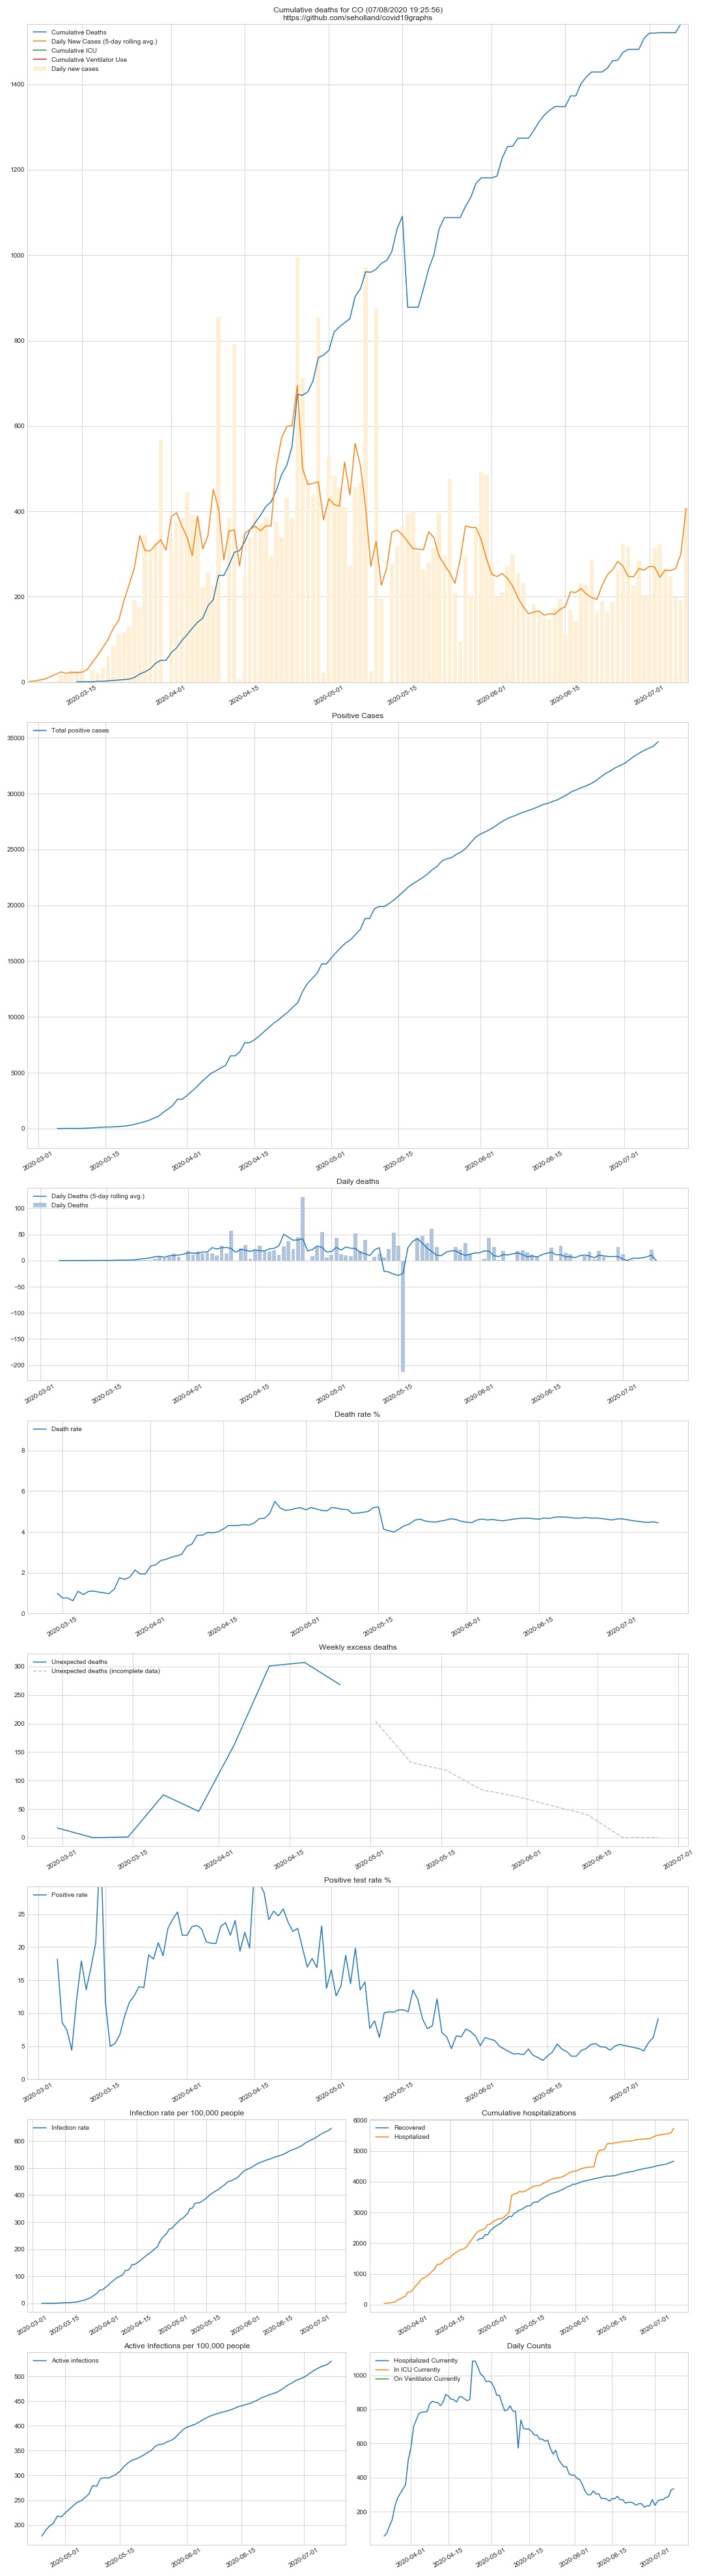 Cumulative deaths for CO (07/08/2020 19:25:56)
https://github.com/seholland/covid19graphs
Cumulative Deaths
Daily New Cases (5-day rolling avg.)
Cumulative ICU
Cumulative Ventilator Use
Daily new cases
1400
1200
1000
800
600
400
200
0
2020-03-15 2020-04-01 2020-04-15 2020-05-01 2020-05-15 2020-06-01 2020-06-15 2020-07-01
Positive Cases
Total positive cases
35000
30000
25000
20000
15000
10000
5000
0
2020-03-01 2020-03-15 2020-04-01 2020-04-15 2020-05-01 2020-05-15 2020-06-01 2020-06-15 2020-07-01
Daily deaths
Daily Deaths (5-day rolling avg.)
Daily Deaths
100
50
0
−50
−100
−150
−200
2020-03-01 2020-03-15 2020-04-01 2020-04-15 2020-05-01 2020-05-15 2020-06-01 2020-06-15 2020-07-01
Death rate %
Death rate
8
6
4
2
0
2020-03-15 2020-04-01 2020-04-15 2020-05-01 2020-05-15 2020-06-01 2020-06-15 2020-07-01
Weekly excess deaths
Unexpected deaths
Unexpected deaths (incomplete data)
300
250
200
150
100
50
0
2020-03-01 2020-03-15 2020-04-01 2020-04-15 2020-05-01 2020-05-15 2020-06-01 2020-06-15 2020-07-01
Positive test rate %
Positive rate
25
20
15
10
5
0
2020-03-01 2020-03-15 2020-04-01 2020-04-15 2020-05-01 2020-05-15 2020-06-01 2020-06-15 2020-07-01
Infection rate per 100,000 people
Infection rate
600
500
400
300
200
100
0
2020-03-01 2020-03-15 2020-04-01 2020-04-15 2020-05-01 2020-05-15 2020-06-01 2020-06-15 2020-07-01
Cumulative hospitalizations
Recovered
Hospitalized
6000
5000
4000
3000
2000
1000
0
2020-04-01 2020-04-15 2020-05-01 2020-05-15 2020-06-01 2020-06-15 2020-07-01
Active Infections per 100,000 people
Active infections
500
450
400
350
300
250
200
2020-05-01 2020-05-15 2020-06-01 2020-06-15 2020-07-01
Daily Counts
Hospitalized Currently
In ICU Currently
On Ventilator Currently
1000
800
600
400
200
2020-04-01 2020-04-15 2020-05-01 2020-05-15 2020-06-01 2020-06-15 2020-07-01